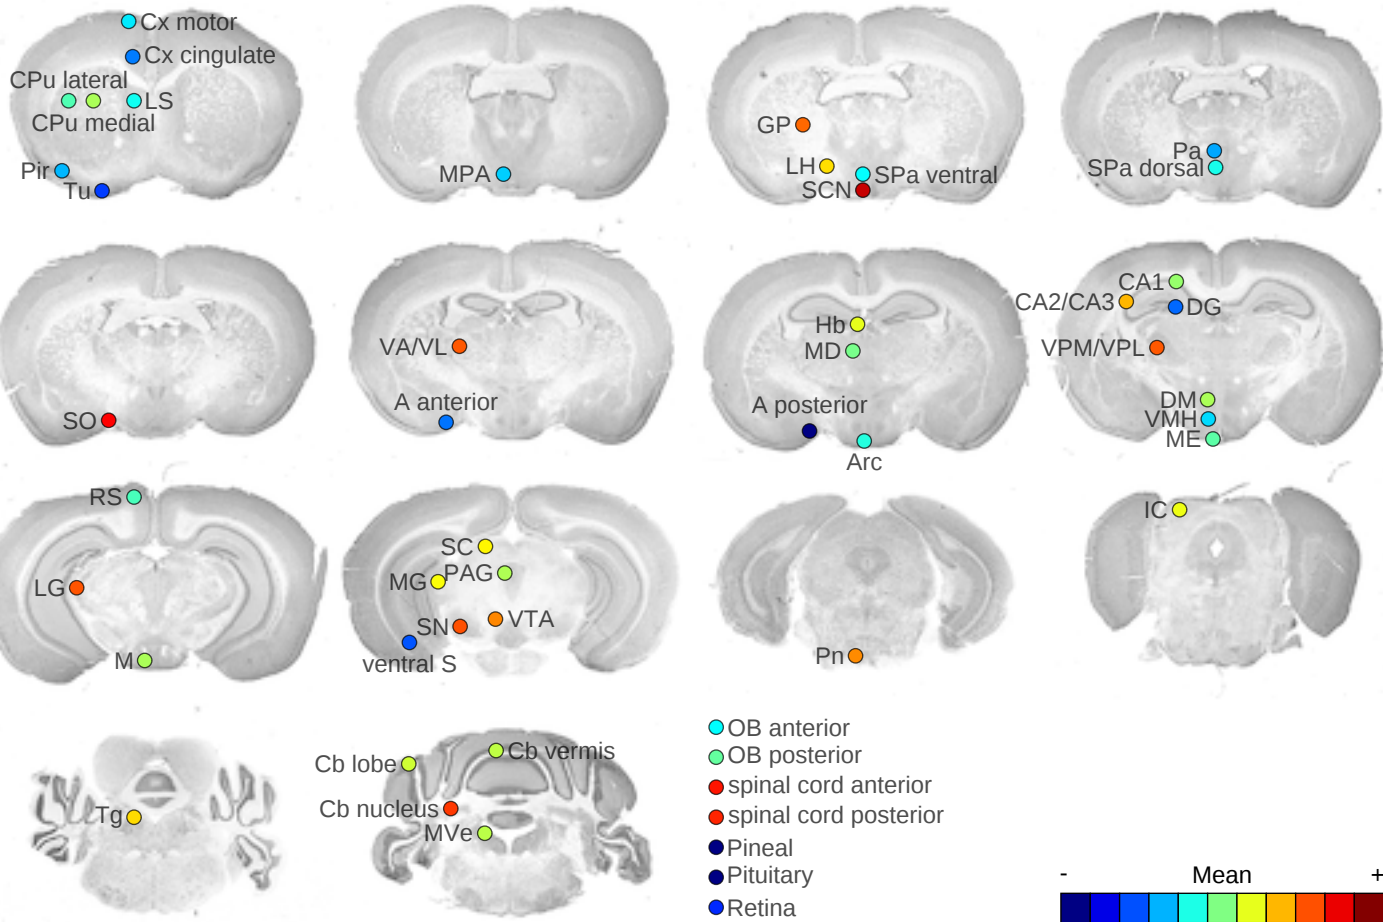 Cx motor
Cx cingulate
CPu lateral
LS
CPu medial
Pir
Tu
MPA
GP
LH
SPa ventral
SCN
Pa
SPa dorsal
SO
VA/VL
A anterior
Hb
MD
A posterior
Arc
CA1
CA2/CA3
DG
VPM/VPL
DM
VMH
ME
RS
LG
M
SC
MG
PAG
SN
VTA
ventral S
Pn
IC
Tg
Cb lobe
Cb vermis
Cb nucleus
MVe
OB anterior
OB posterior
spinal cord anterior
spinal cord posterior
Pineal
Pituitary
Retina
- Mean +